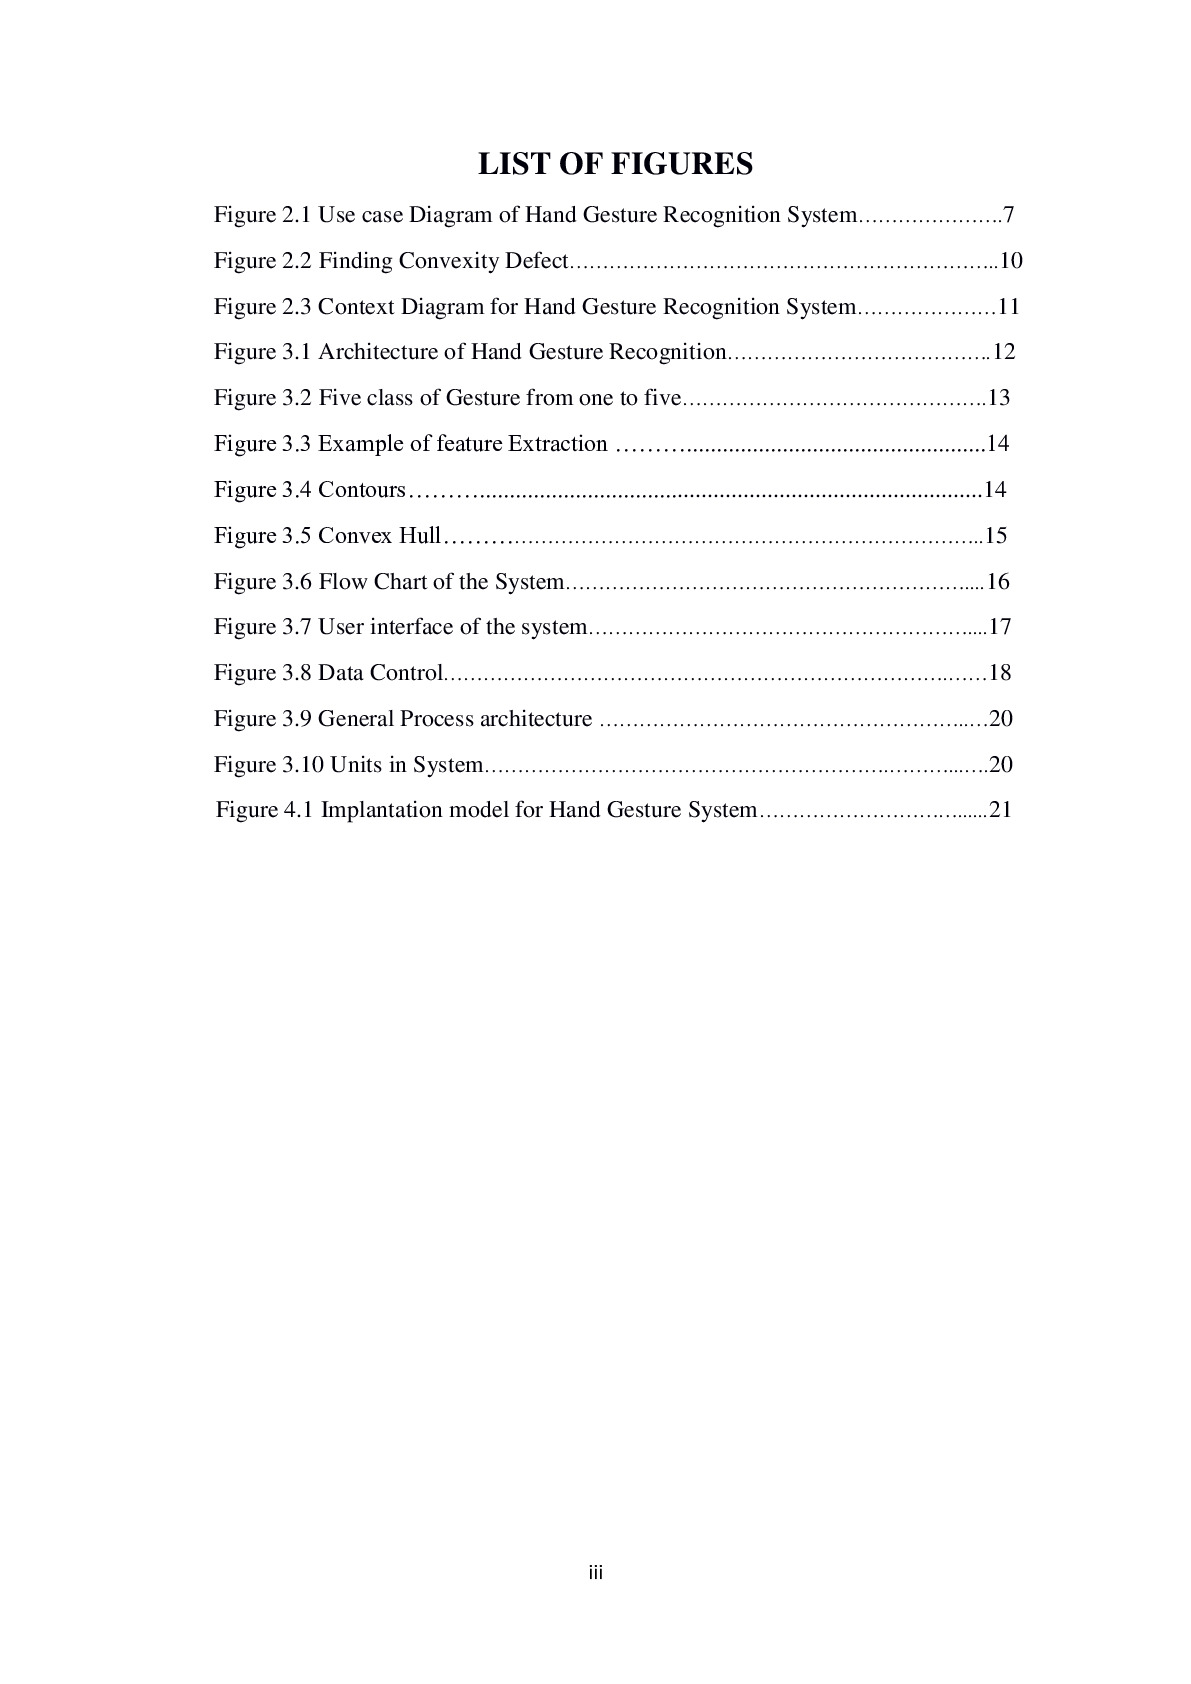 LIST OF FIGURES
Figure 2.1 Use case Diagram of Hand Gesture Recognition System………………….7
Figure 2.2 Finding Convexity Defect………………………………………………………..10
Figure 2.3 Context Diagram for Hand Gesture Recognition System…………………11
Figure 3.1 Architecture of Hand Gesture Recognition………………………………….12
Figure 3.2 Five class of Gesture from one to five……………………………………….13
Figure 3.3 Example of feature Extraction ………..................................................14
Figure 3.4 Contours……….....................................................................................14
Figure 3.5 Convex Hull……………………………………………………………………..15
Figure 3.6 Flow Chart of the System……………………………………………………....16
Figure 3.7 User interface of the system…………………………………………………....17
Figure 3.8 Data Control……………………………………………………………………18
Figure 3.9 General Process architecture ………………………………………………..…20
Figure 3.10 Units in System…………………………………………………….………...….20
Figure 4.1 Implantation model for Hand Gesture System……………………….…......21
iii